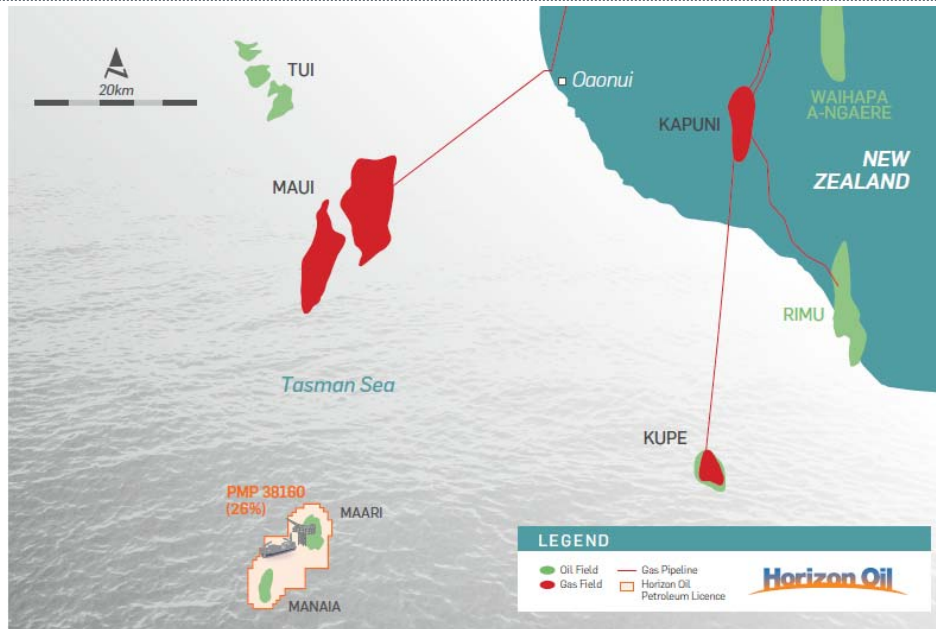 TUI
20km
Oaonui
WAIHAPA
A-NGAERE
KAPUNI
NEW
ZEALAND
MAUI
RIMU
Tasman Sea
KUPE
PMP 38160
(26%)
MAARI
MANAIA
LEGEND
Oil Field
Gas Pipeline
Gas Field
Horizon Oil
Petroleum Licence
Horizon Oil